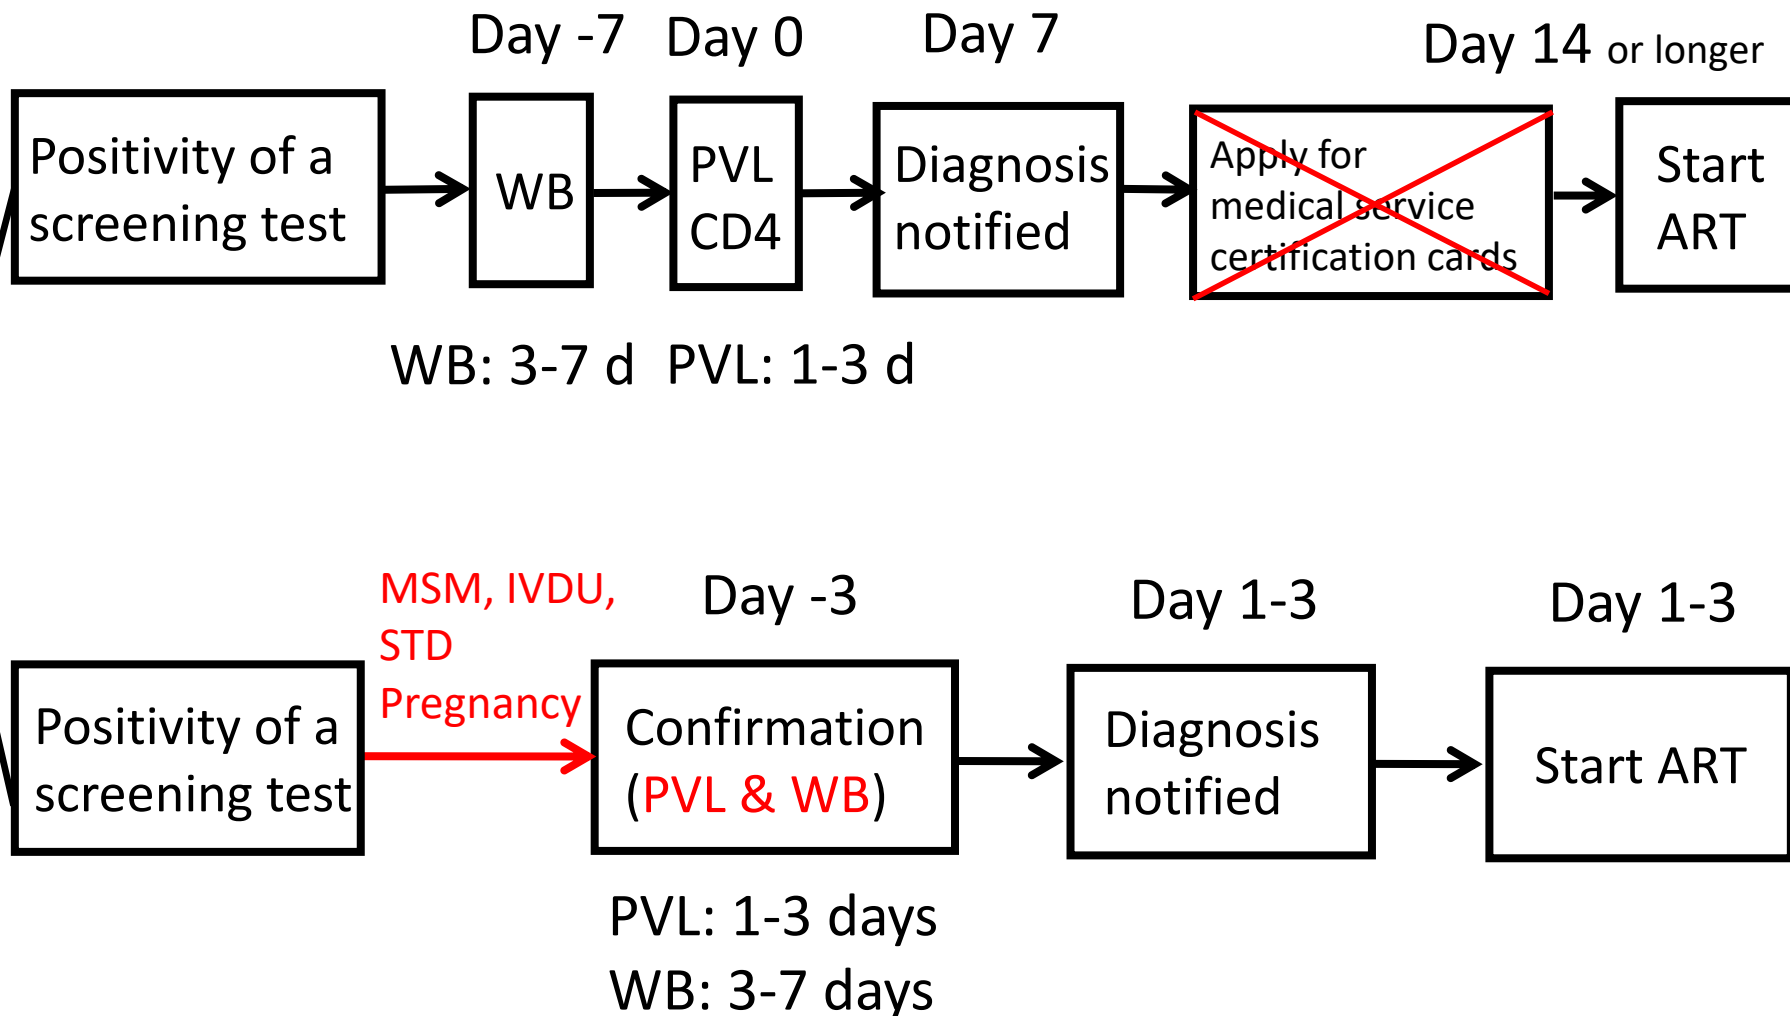 Day -7
Day 0
Day 7
Day 14 or longer
Positivity of a
screening test
WB
PVL
CD4
Diagnosis
notified
Apply for
medical service
certification cards
Start
ART
WB: 3-7 d
PVL: 1-3 d
MSM, IVDU,
STD
Pregnancy
Day -3
Day 1-3
Day 1-3
Positivity of a
screening test
Confirmation
(PVL & WB)
Diagnosis
notified
Start ART
PVL: 1-3 days
WB: 3-7 days